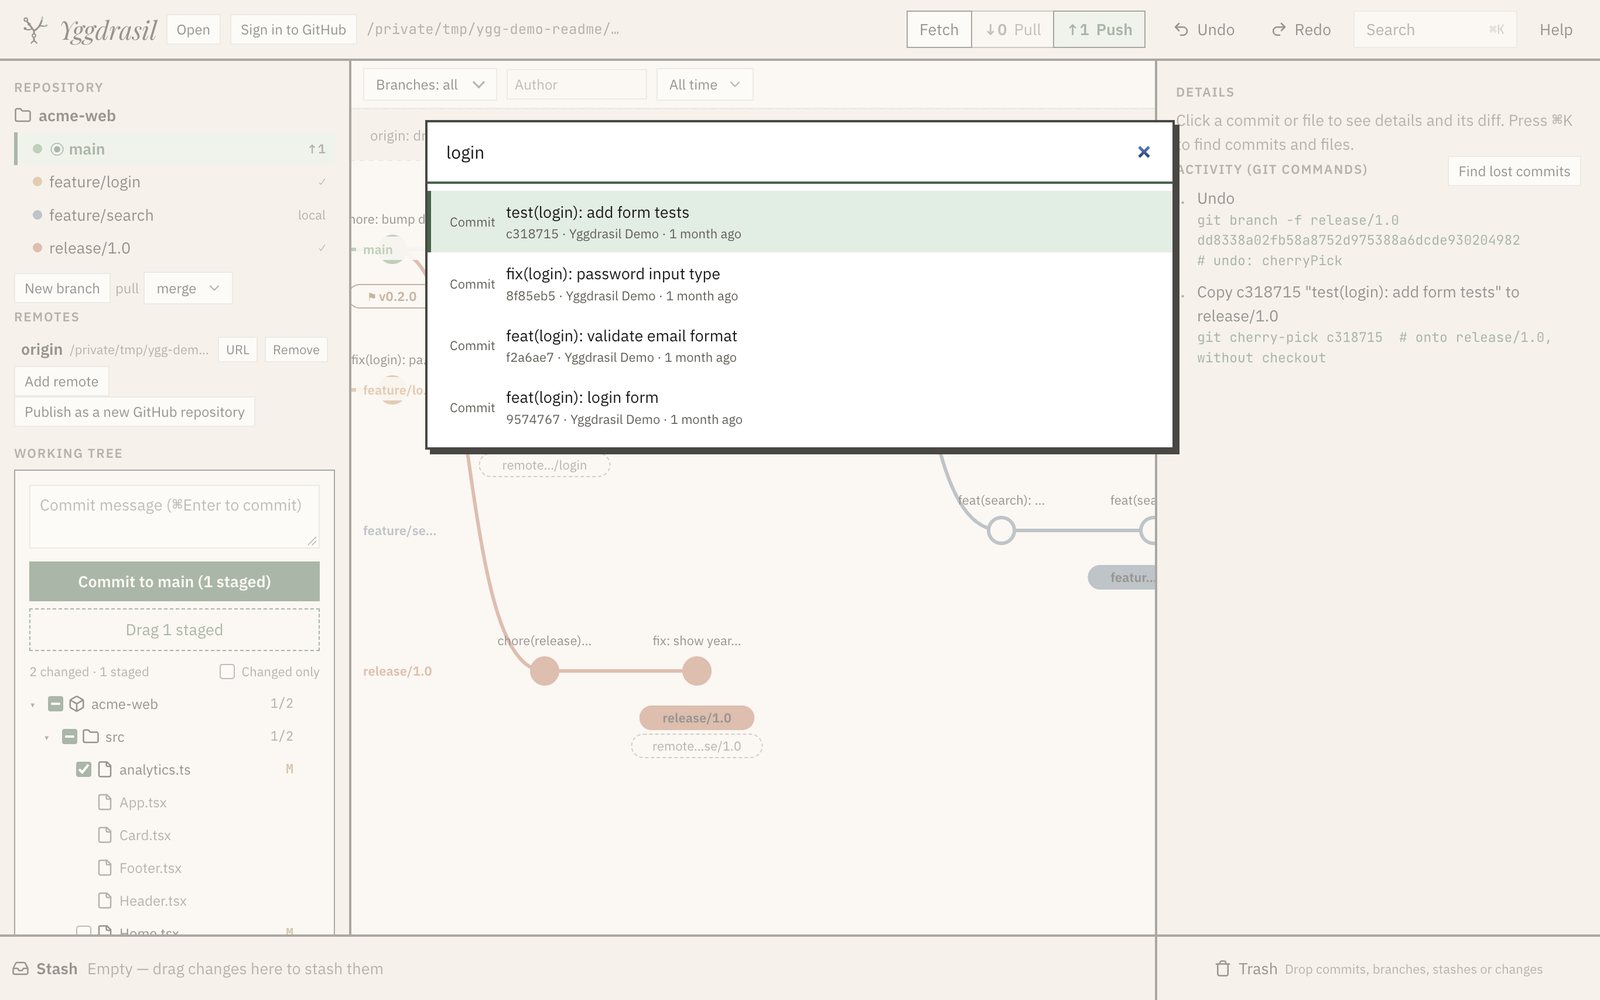 Yggdrasil
Open
Sign in to GitHub
/private/tmp/ygg-demo-readme/…
Fetch
↓0 Pull
↑1 Push
Undo
Redo
Search ⌘K
Help
REPOSITORY
acme-web
main ↑1
feature/login ✓
feature/search local
release/1.0 ✓
New branch
pull
merge
REMOTES
origin /private/tmp/ygg-dem… URL Remove
Add remote
Publish as a new GitHub repository
WORKING TREE
Commit message (⌘Enter to commit)
Commit to main (1 staged)
Drag 1 staged
2 changed · 1 staged
Changed only
acme-web 1/2
src 1/2
analytics.ts M
App.tsx
Card.tsx
Footer.tsx
Header.tsx
Home.tsx M
Branches: all
Author
All time
origin: dr
login
Commit
test(login): add form tests
c318715 · Yggdrasil Demo · 1 month ago
Commit
fix(login): password input type
8f85eb5 · Yggdrasil Demo · 1 month ago
Commit
feat(login): validate email format
f2a6ae7 · Yggdrasil Demo · 1 month ago
Commit
feat(login): login form
9574767 · Yggdrasil Demo · 1 month ago
hore: bump d
main
v0.2.0
fix(login): pa…
feature/lo…
remote…/login
feat(search): …
feat(sea
feature/se…
featur…
chore(release)…
fix: show year…
release/1.0
release/1.0
remote…se/1.0
DETAILS
Click a commit or file to see details and its diff. Press ⌘K
to find commits and files.
ACTIVITY (GIT COMMANDS)
Find lost commits
Undo
git branch -f release/1.0
dd8338a02fb58a8752d975388a6dcde930204982
# undo: cherryPick
Copy c318715 "test(login): add form tests" to
release/1.0
git cherry-pick c318715 # onto release/1.0,
without checkout
Stash Empty — drag changes here to stash them
Trash Drop commits, branches, stashes or changes